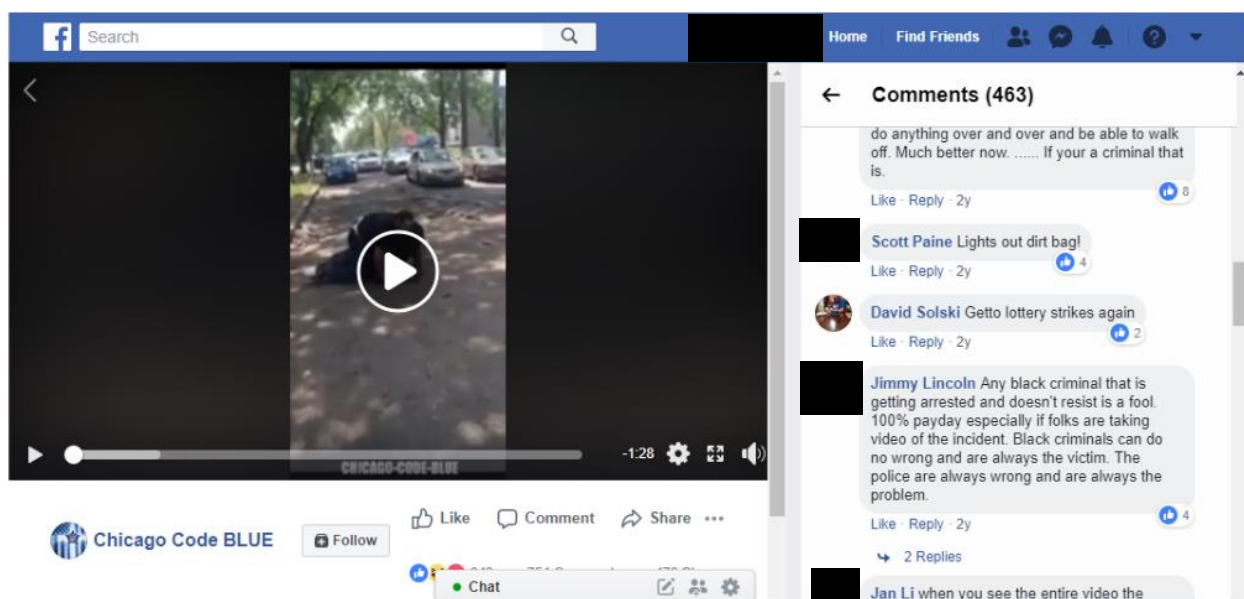 f
Search
Home
Find Friends
Comments (463)
do anything over and over and be able to walk
off. Much better now. ...... If your a criminal that
is.
8
Like · Reply · 2y
Scott Paine Lights out dirt bag!
4
Like · Reply · 2y
David Solski Getto lottery strikes again
2
Like · Reply · 2y
Jimmy Lincoln Any black criminal that is
getting arrested and doesn't resist is a fool.
100% payday especially if folks are taking
video of the incident. Black criminals can do
no wrong and are always the victim. The
police are always wrong and are always the
problem.
4
Like · Reply · 2y
2 Replies
Jan Li when you see the entire video the
CHICAGO-CODE-BLUE
-1:28
Chicago Code BLUE
Follow
Like
Comment
Share
Chat